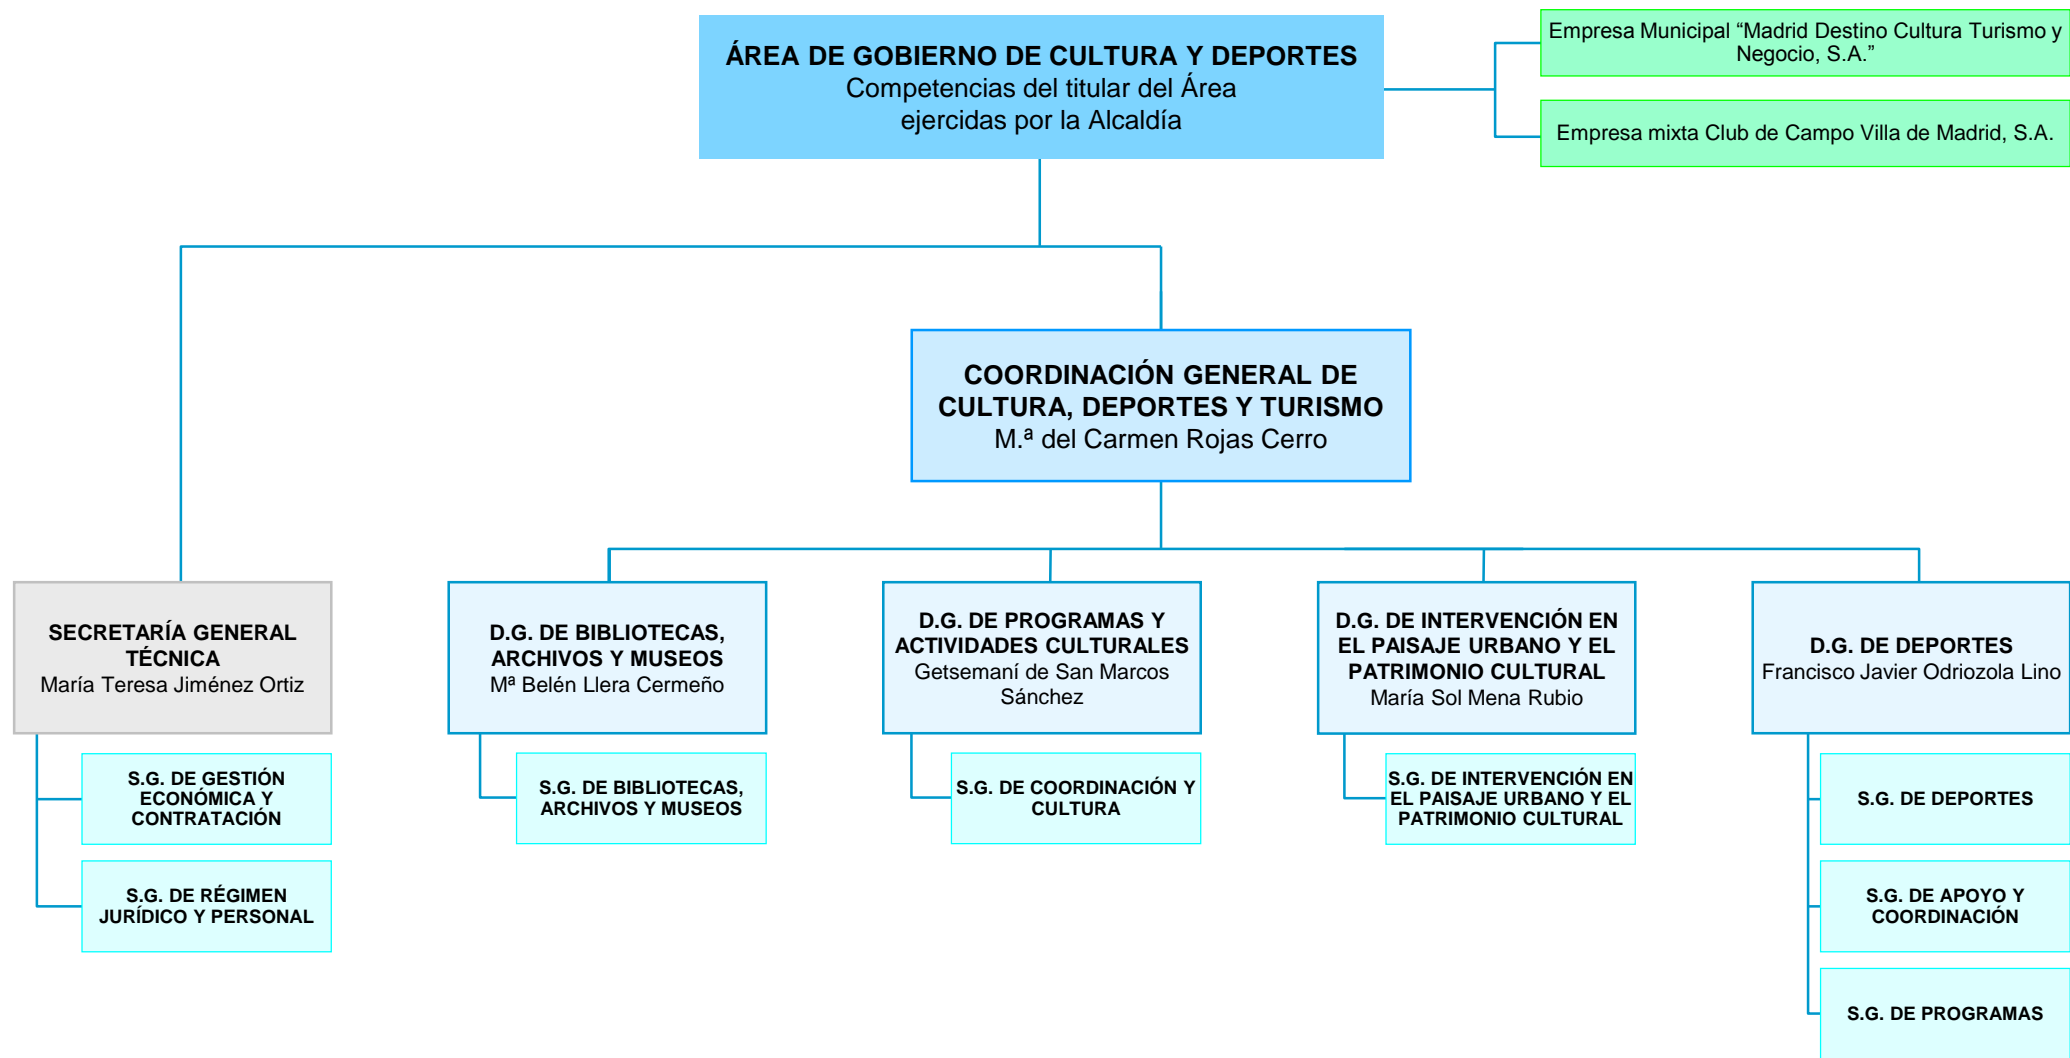 ÁREA DE GOBIERNO DE CULTURA Y DEPORTES
Competencias del titular del Área
ejercidas por la Alcaldía
Empresa Municipal “Madrid Destino Cultura Turismo y
Negocio, S.A.”
Empresa mixta Club de Campo Villa de Madrid, S.A.
COORDINACIÓN GENERAL DE
CULTURA, DEPORTES Y TURISMO
M.ª del Carmen Rojas Cerro
SECRETARÍA GENERAL
TÉCNICA
María Teresa Jiménez Ortiz
D.G. DE BIBLIOTECAS,
ARCHIVOS Y MUSEOS
Mª Belén Llera Cermeño
D.G. DE PROGRAMAS Y
ACTIVIDADES CULTURALES
Getsemaní de San Marcos
Sánchez
D.G. DE INTERVENCIÓN EN
EL PAISAJE URBANO Y EL
PATRIMONIO CULTURAL
María Sol Mena Rubio
D.G. DE DEPORTES
Francisco Javier Odriozola Lino
S.G. DE GESTIÓN
ECONÓMICA Y
CONTRATACIÓN
S.G. DE RÉGIMEN
JURÍDICO Y PERSONAL
S.G. DE BIBLIOTECAS,
ARCHIVOS Y MUSEOS
S.G. DE COORDINACIÓN Y
CULTURA
S.G. DE INTERVENCIÓN EN
EL PAISAJE URBANO Y EL
PATRIMONIO CULTURAL
S.G. DE DEPORTES
S.G. DE APOYO Y
COORDINACIÓN
S.G. DE PROGRAMAS